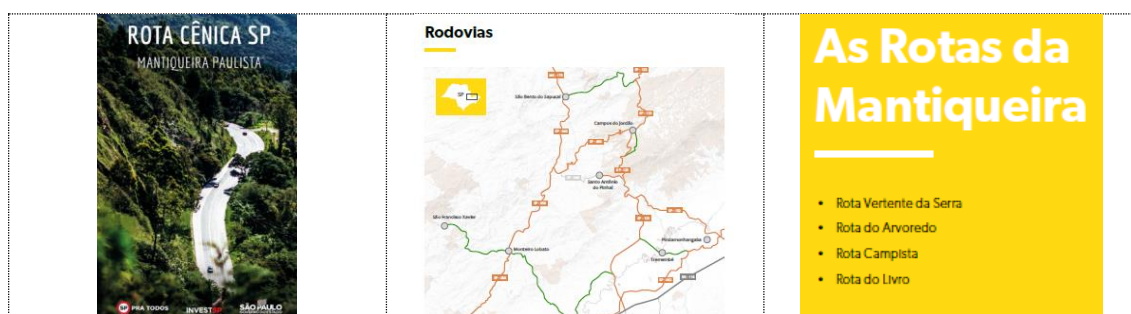 ROTA CÊNICA SP
MANTIQUEIRA PAULISTA
SP PRA TODOS
INVESTSP
SÃO PAULO
Rodovias
SP
São Bento do Sapucaí
Campos do Jordão
Santo Antônio
do Pinhal
São Francisco Xavier
Monteiro Lobato
Pindamonhangaba
Tremembé
As Rotas da
Mantiqueira
• Rota Vertente da Serra
• Rota do Arvoredo
• Rota Campista
• Rota do Livro